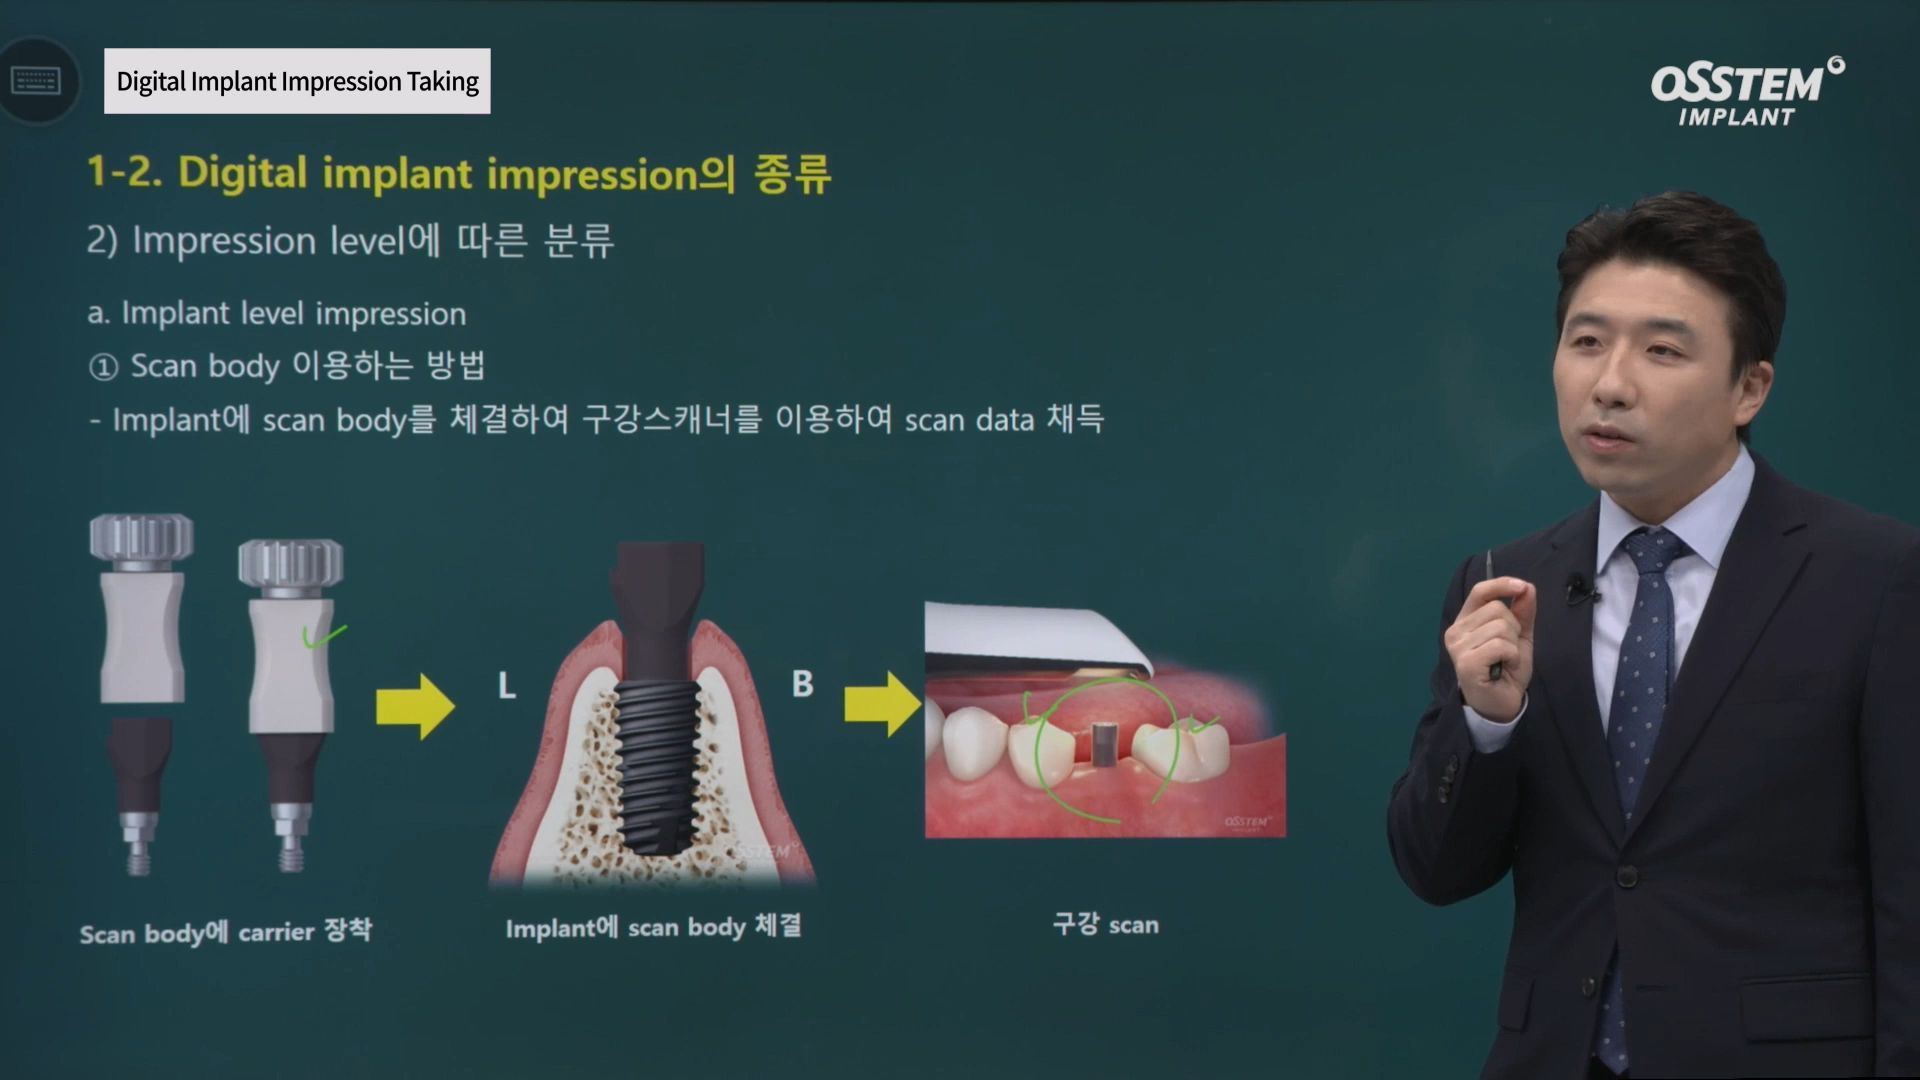 Digital Implant Impression Taking
OSSTEM
IMPLANT
1-2. Digital implant impression의 종류
2) Impression level에 따른 분류
a. Implant level impression
① Scan body 이용하는 방법
- Implant에 scan body를 체결하여 구강스캐너를 이용하여 scan data 채득
L
B
OSSTEM
OSSTEM
Scan body에 carrier 장착
Implant에 scan body 체결
구강 scan